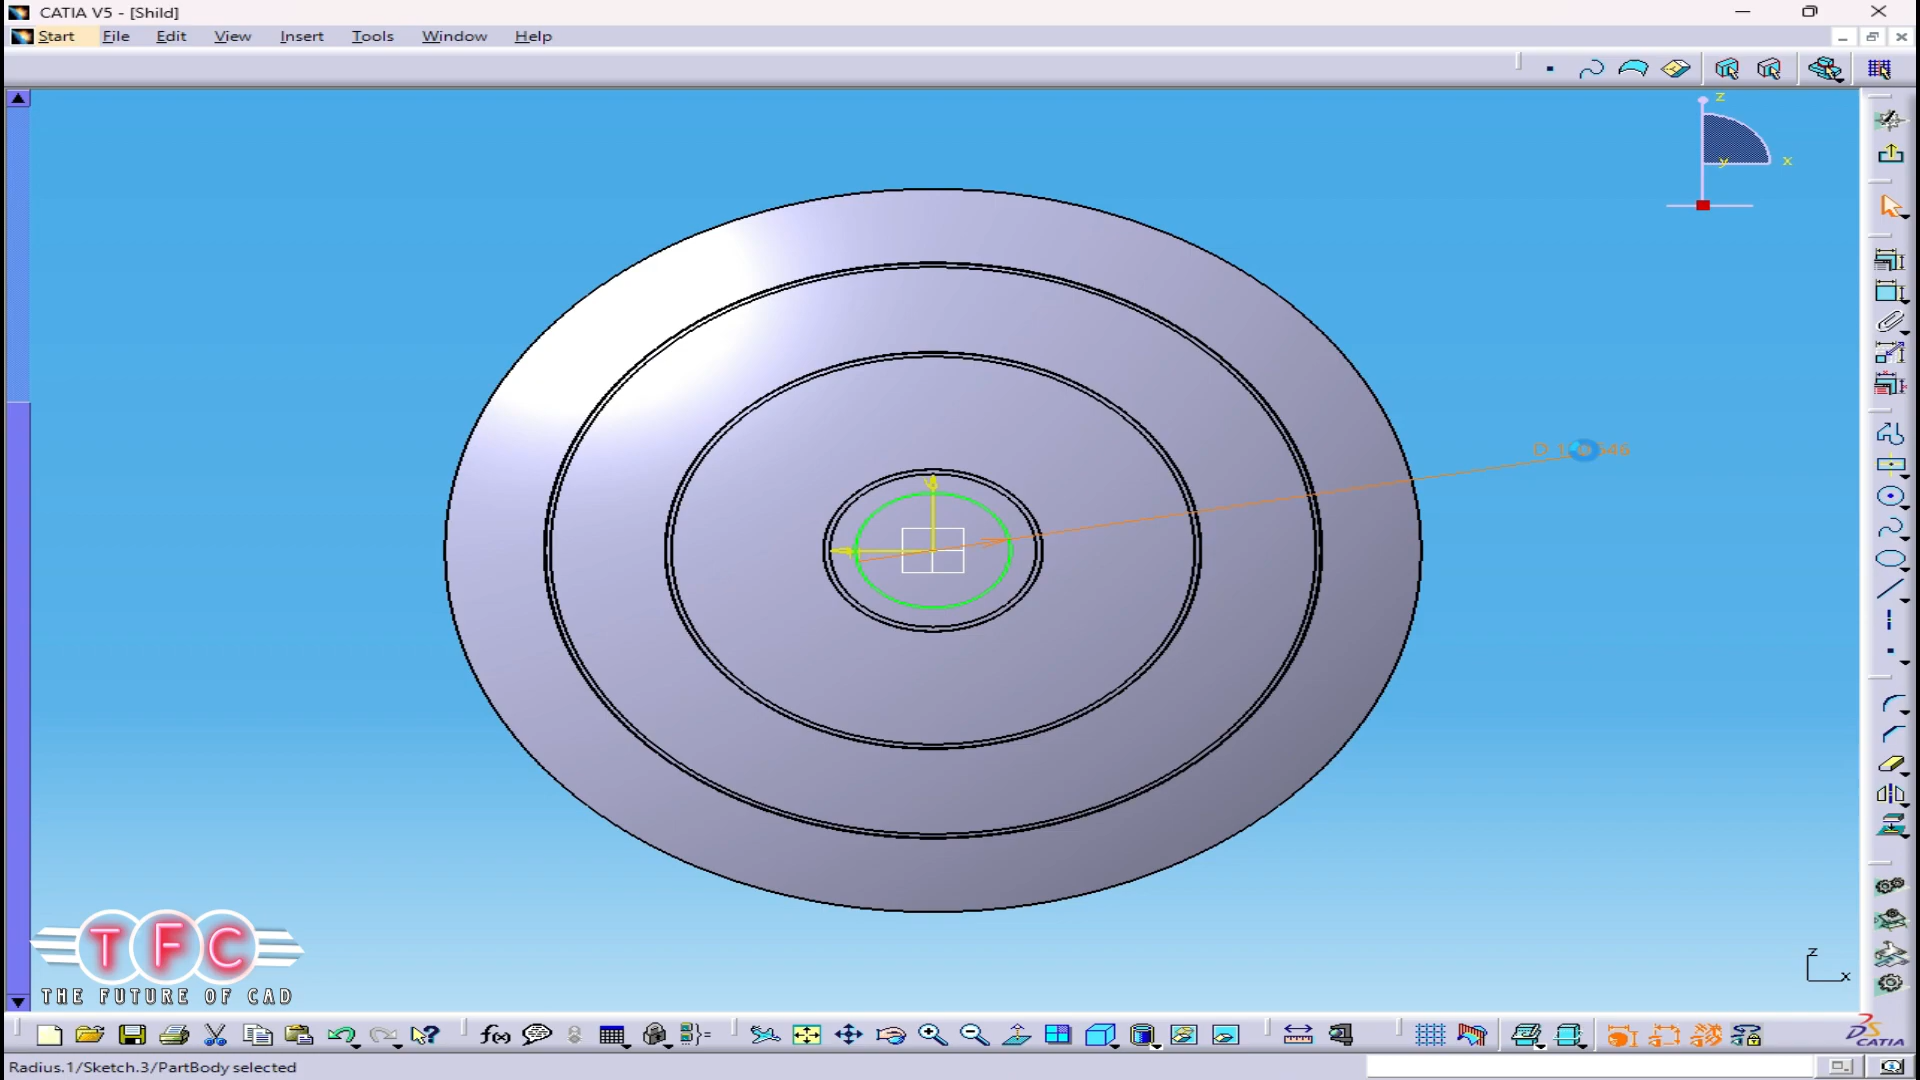 CATIA V5 - [Shild]
Start File Edit View Insert Tools Window Help
z
y
x
TFC
THE FUTURE OF CAD
z
x
f(x)
CATIA
Radius.1/Sketch.3/PartBody selected